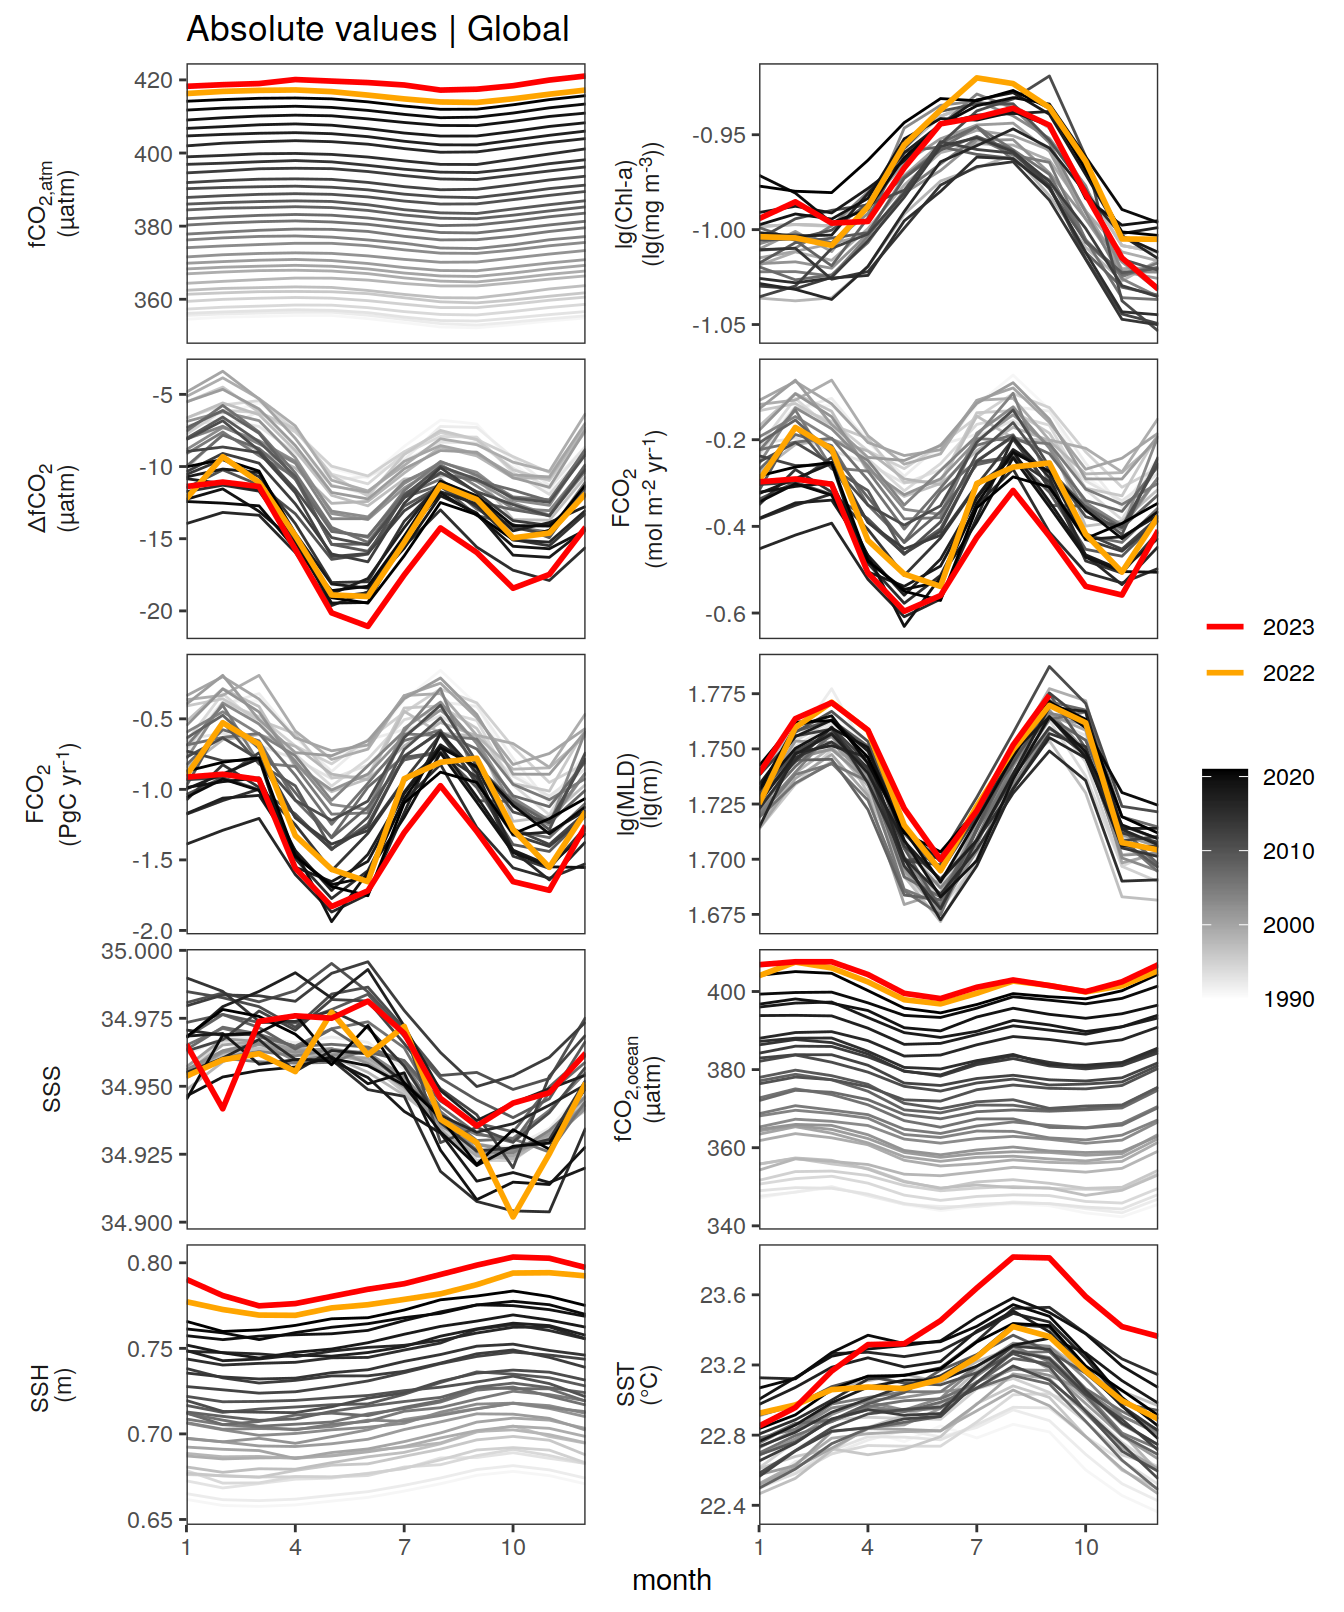 Absolute values | Global
fCO2,atm
(µatm)
420
400
380
360
lg(Chl-a)
(lg(mg m-3))
-0.95
-1.00
-1.05
ΔfCO2
(µatm)
-5
-10
-15
-20
FCO2
(mol m-2 yr-1)
-0.2
-0.4
-0.6
FCO2
(PgC yr-1)
-0.5
-1.0
-1.5
-2.0
lg(MLD)
(lg(m))
1.775
1.750
1.725
1.700
1.675
SSS
35.000
34.975
34.950
34.925
34.900
fCO2,ocean
(µatm)
400
380
360
340
SSH
(m)
0.80
0.75
0.70
0.65
SST
(°C)
23.6
23.2
22.8
22.4
1 4 7 10
1 4 7 10
month
2023
2022
2020
2010
2000
1990